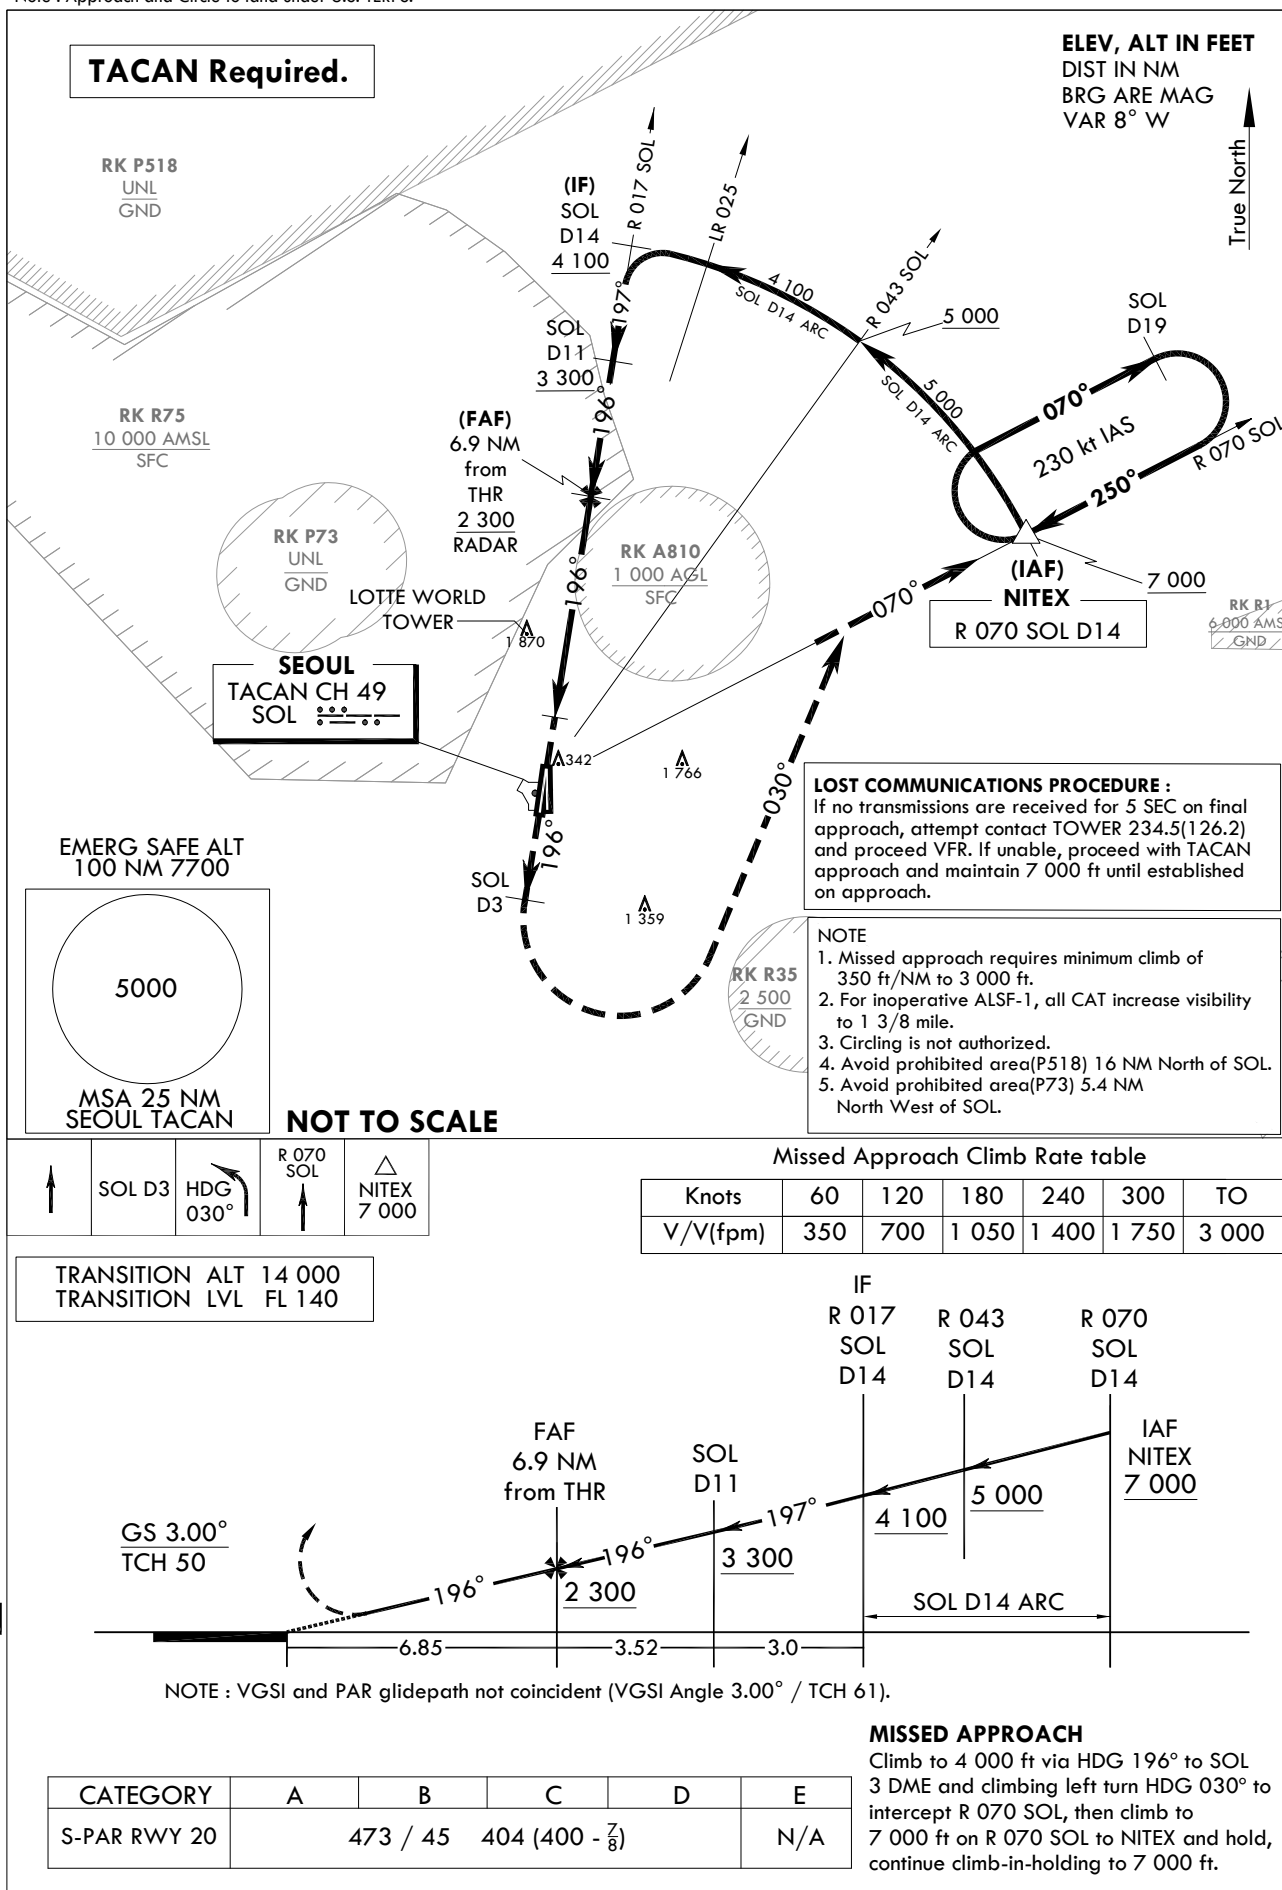 TACAN Required.
ELEV, ALT IN FEET
DIST IN NM
BRG ARE MAG
VAR 8° W
True North
RK P518
UNL
GND
(IF)
SOL
D14
4 100
R 017 SOL
LR 025
R 043 SOL
4 100
SOL D14 ARC
5 000
5 000
SOL D14 ARC
SOL
D19
070°
230 kt IAS
250°
R 070 SOL
197°
SOL
D11
3 300
196°
RK R75
10 000 AMSL
SFC
(FAF)
6.9 NM
from
THR
2 300
RADAR
RK P73
UNL
GND
196°
RK A810
1 000 AGL
SFC
LOTTE WORLD
TOWER
1 870
070°
(IAF)
NITEX
R 070 SOL D14
7 000
RK R1
6 000 AMS
GND
SEOUL
TACAN CH 49
SOL
342
1 766
030°
196°
SOL
D3
1 359
LOST COMMUNICATIONS PROCEDURE :
If no transmissions are received for 5 SEC on final
approach, attempt contact TOWER 234.5(126.2)
and proceed VFR. If unable, proceed with TACAN
approach and maintain 7 000 ft until established
on approach.
EMERG SAFE ALT
100 NM 7700
5000
MSA 25 NM
SEOUL TACAN
NOT TO SCALE
RK R35
2 500
GND
NOTE
1. Missed approach requires minimum climb of
350 ft/NM to 3 000 ft.
2. For inoperative ALSF-1, all CAT increase visibility
to 1 3/8 mile.
3. Circling is not authorized.
4. Avoid prohibited area(P518) 16 NM North of SOL.
5. Avoid prohibited area(P73) 5.4 NM
North West of SOL.
SOL D3
HDG
030°
R 070
SOL
NITEX
7 000
Missed Approach Climb Rate table
Knots 60 120 180 240 300 TO
V/V(fpm) 350 700 1 050 1 400 1 750 3 000
TRANSITION ALT 14 000
TRANSITION LVL FL 140
IF
R 017
SOL
D14
R 043
SOL
D14
R 070
SOL
D14
FAF
6.9 NM
from THR
SOL
D11
IAF
NITEX
7 000
5 000
4 100
197°
3 300
196°
2 300
196°
GS 3.00°
TCH 50
SOL D14 ARC
6.85 3.52 3.0
NOTE : VGSI and PAR glidepath not coincident (VGSI Angle 3.00° / TCH 61).
MISSED APPROACH
Climb to 4 000 ft via HDG 196° to SOL
3 DME and climbing left turn HDG 030° to
intercept R 070 SOL, then climb to
7 000 ft on R 070 SOL to NITEX and hold,
continue climb-in-holding to 7 000 ft.
CATEGORY A B C D E
S-PAR RWY 20 473 / 45 404 (400 - 7/8) N/A